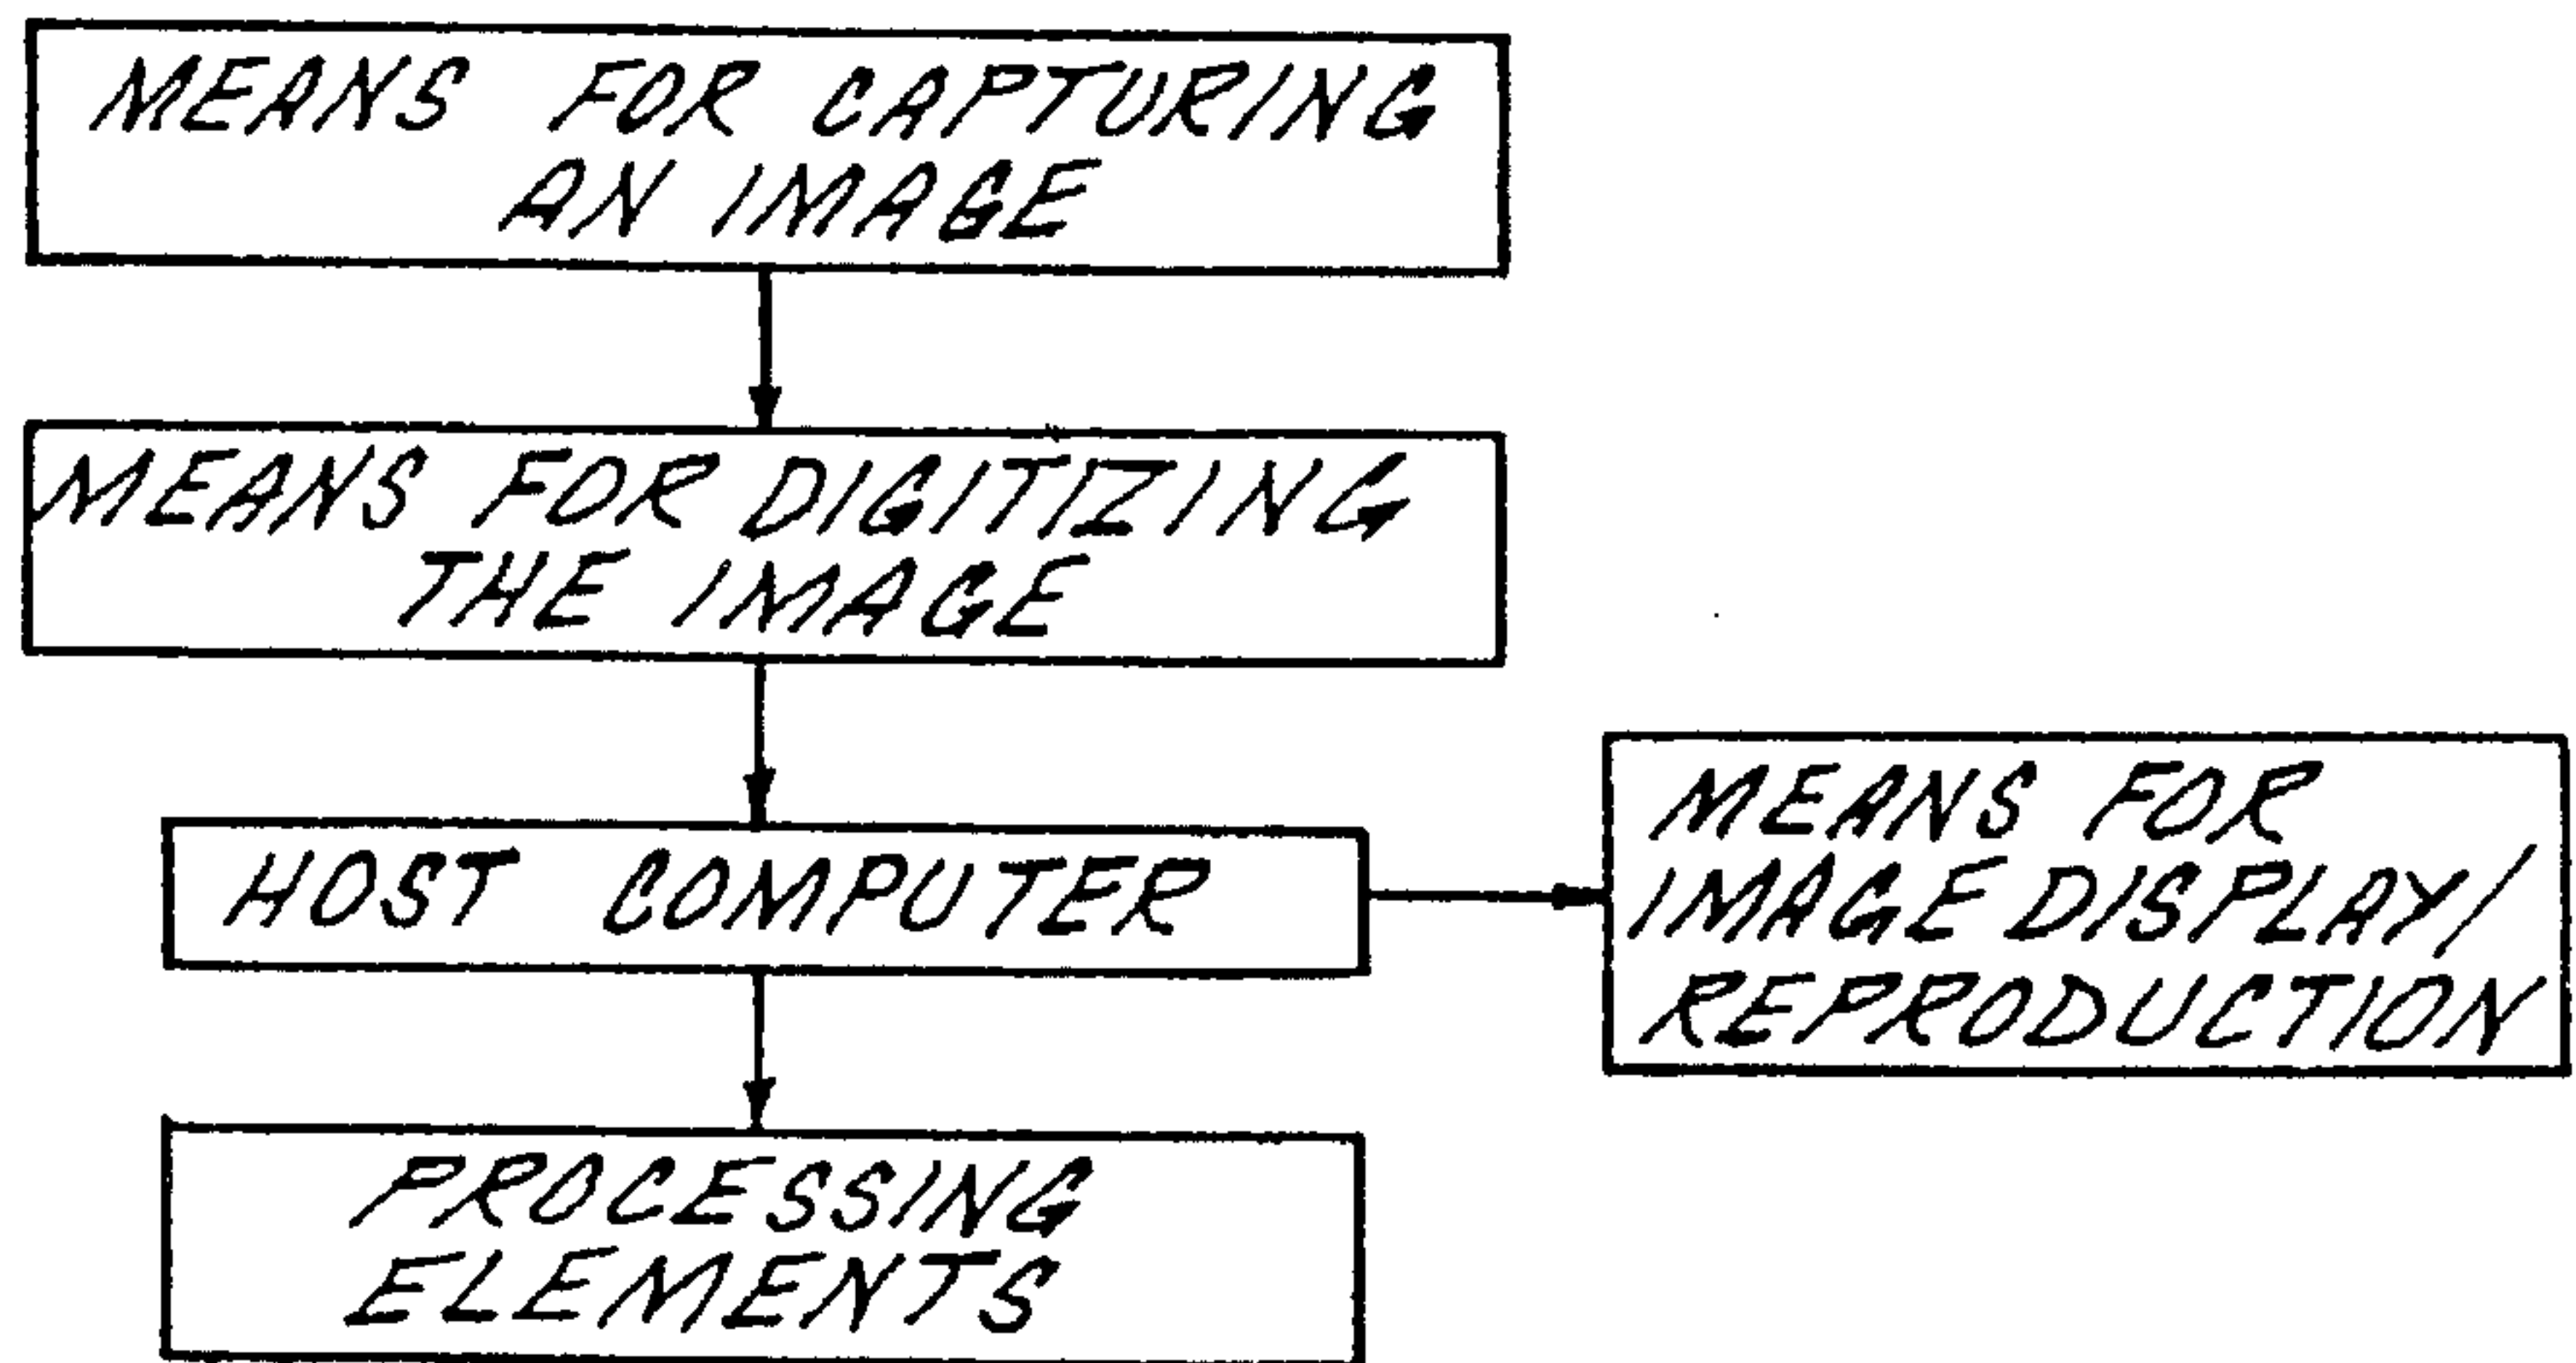 MEANS FOR CAPTURING
AN IMAGE
MEANS FOR DIGITIZING
THE IMAGE
HOST COMPUTER
MEANS FOR
IMAGE DISPLAY/
REPRODUCTION
PROCESSING
ELEMENTS